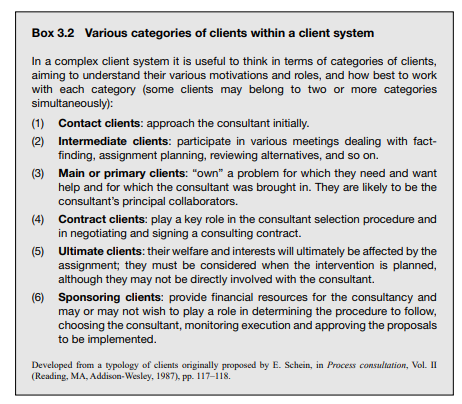 Box 3.2 Various categories of clients within a client system
In a complex client system it is useful to think in terms of categories of clients,
aiming to understand their various motivations and roles, and how best to work
with each category (some clients may belong to two or more categories
simultaneously):
(1) Contact clients: approach the consultant initially.
(2) Intermediate clients: participate in various meetings dealing with fact-
finding, assignment planning, reviewing alternatives, and so on.
(3) Main or primary clients: “own” a problem for which they need and want
help and for which the consultant was brought in. They are likely to be the
consultant’s principal collaborators.
(4) Contract clients: play a key role in the consultant selection procedure and
in negotiating and signing a consulting contract.
(5) Ultimate clients: their welfare and interests will ultimately be affected by the
assignment; they must be considered when the intervention is planned,
although they may not be directly involved with the consultant.
(6) Sponsoring clients: provide financial resources for the consultancy and
may or may not wish to play a role in determining the procedure to follow,
choosing the consultant, monitoring execution and approving the proposals
to be implemented.
Developed from a typology of clients originally proposed by E. Schein, in Process consultation, Vol. II
(Reading, MA, Addison-Wesley, 1987), pp. 117–118.